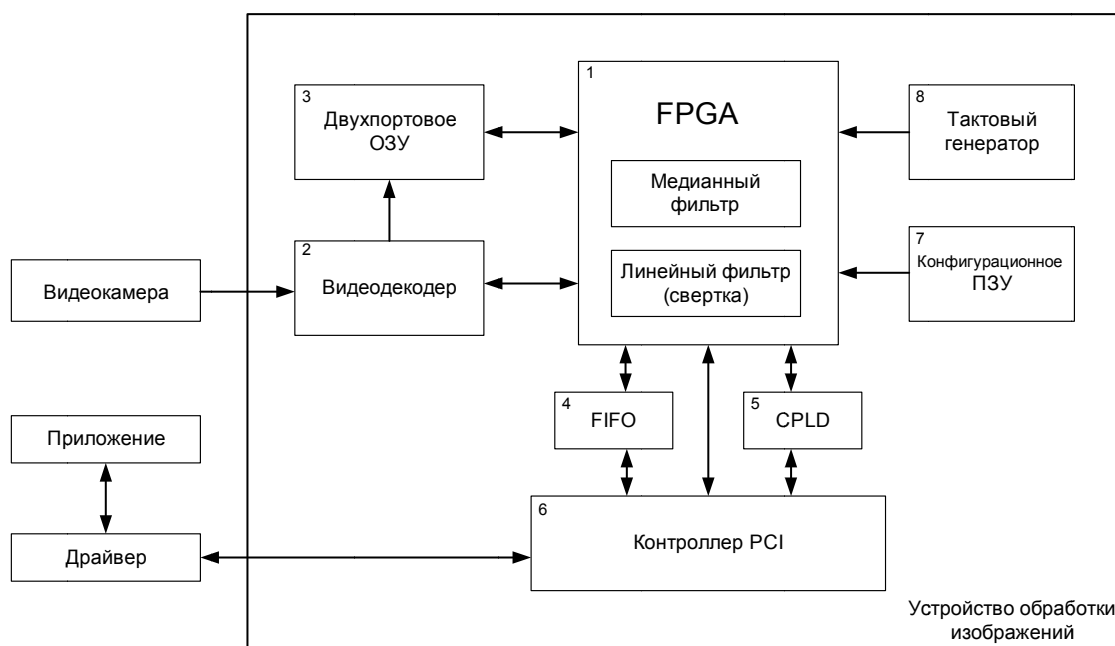 1
FPGA
Медианный
фильтр
Линейный фильтр
(свертка)
3
Двухпортовое
ОЗУ
8
Тактовый
генератор
2
Видеодекодер
7
Конфигурационное
ПЗУ
Видеокамера
4
FIFO
5
CPLD
Приложение
6
Контроллер PCI
Драйвер
Устройство обработки
изображений